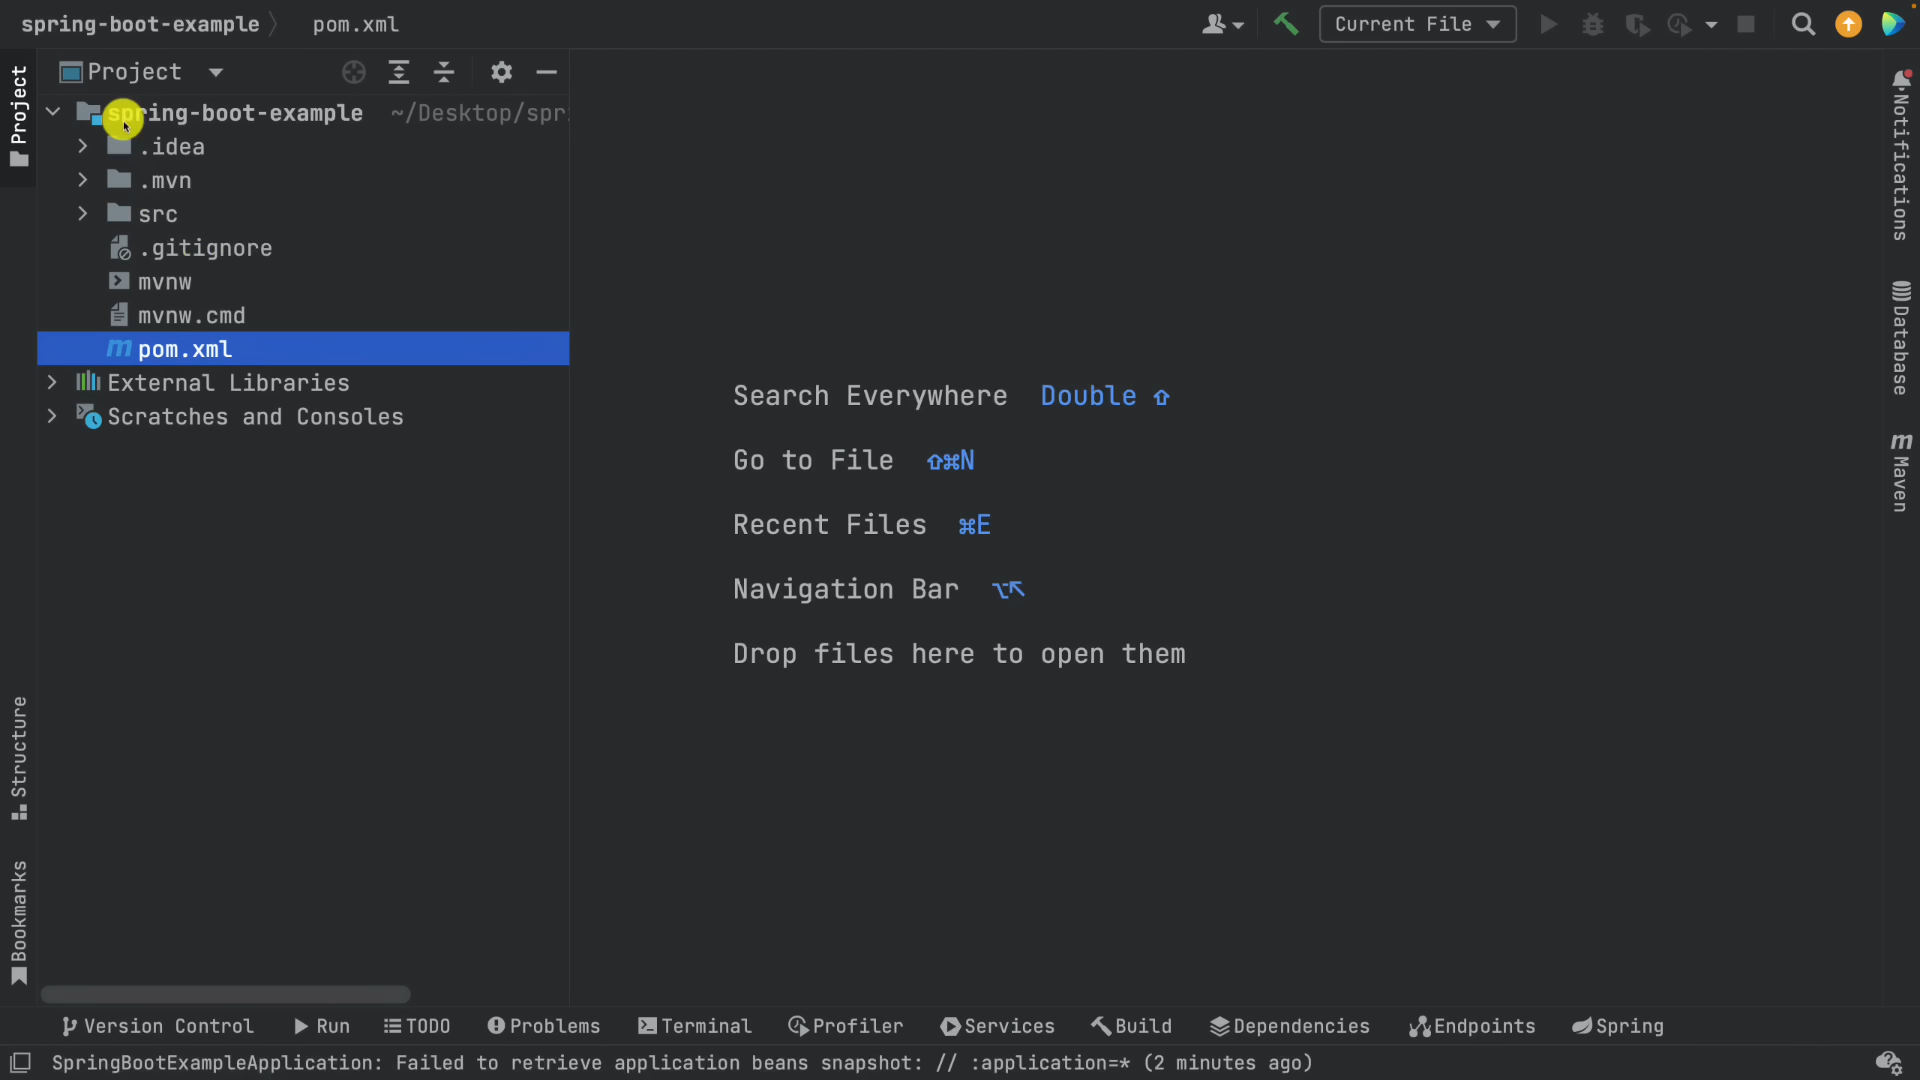 spring-boot-example
pom.xml
Current File
Project
Project
spring-boot-example ~/Desktop/spr
.idea
.mvn
src
.gitignore
mvnw
mvnw.cmd
m pom.xml
External Libraries
Scratches and Consoles
Search Everywhere Double ⇧
Go to File ⇧⌘N
Recent Files ⌘E
Navigation Bar ⌥↖
Drop files here to open them
Notifications
Database
m Maven
Structure
Bookmarks
Version Control Run TODO Problems Terminal Profiler Services Build Dependencies Endpoints Spring
SpringBootExampleApplication: Failed to retrieve application beans snapshot: // :application=* (2 minutes ago)